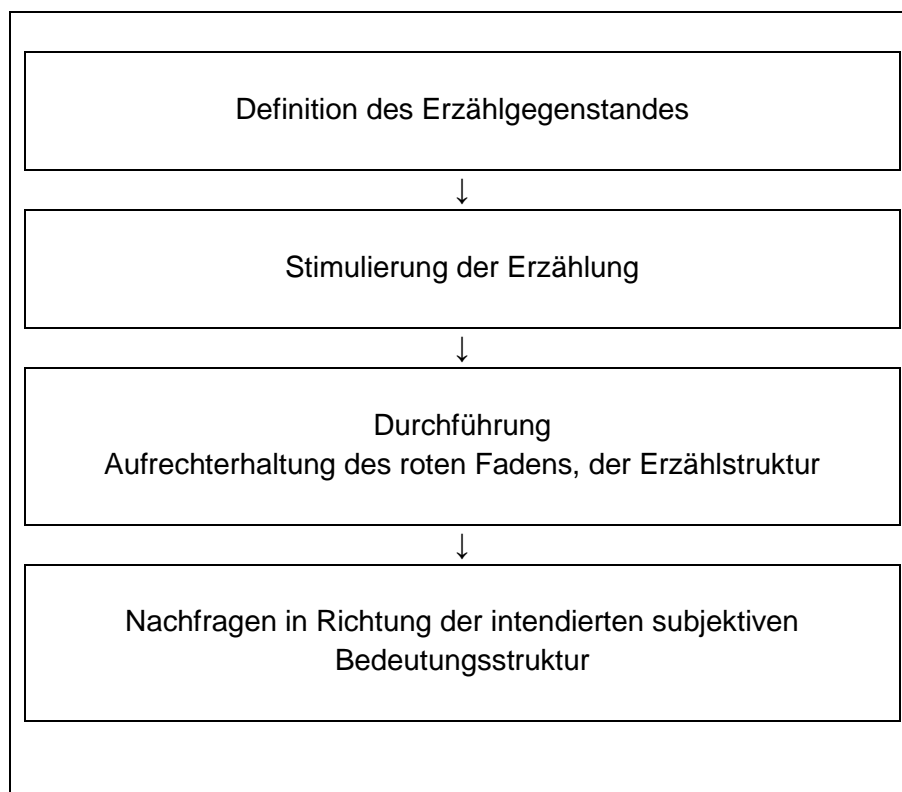 Definition des Erzählgegenstandes
↓
Stimulierung der Erzählung
↓
Durchführung
Aufrechterhaltung des roten Fadens, der Erzählstruktur
↓
Nachfragen in Richtung der intendierten subjektiven
Bedeutungsstruktur